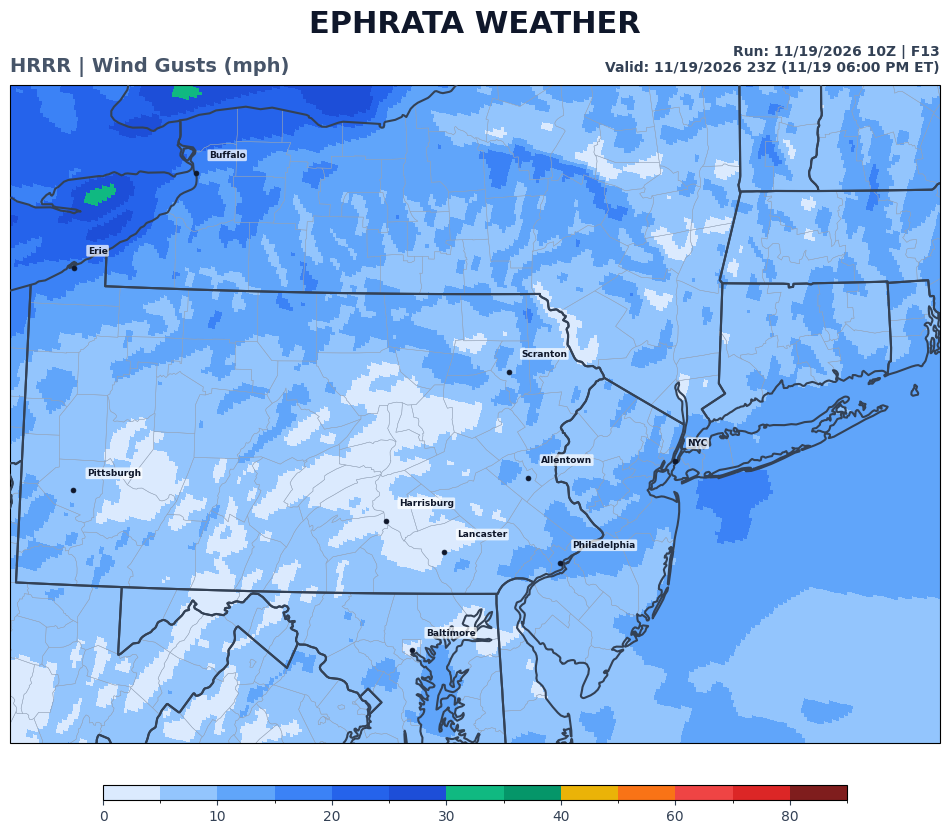 EPHRATA WEATHER
HRRR | Wind Gusts (mph)
Run: 11/19/2026 10Z | F13
Valid: 11/19/2026 23Z (11/19 06:00 PM ET)
Buffalo
Erie
Scranton
NYC
Allentown
Pittsburgh
Harrisburg
Lancaster
Philadelphia
Baltimore
0 10 20 30 40 50 60 70 80